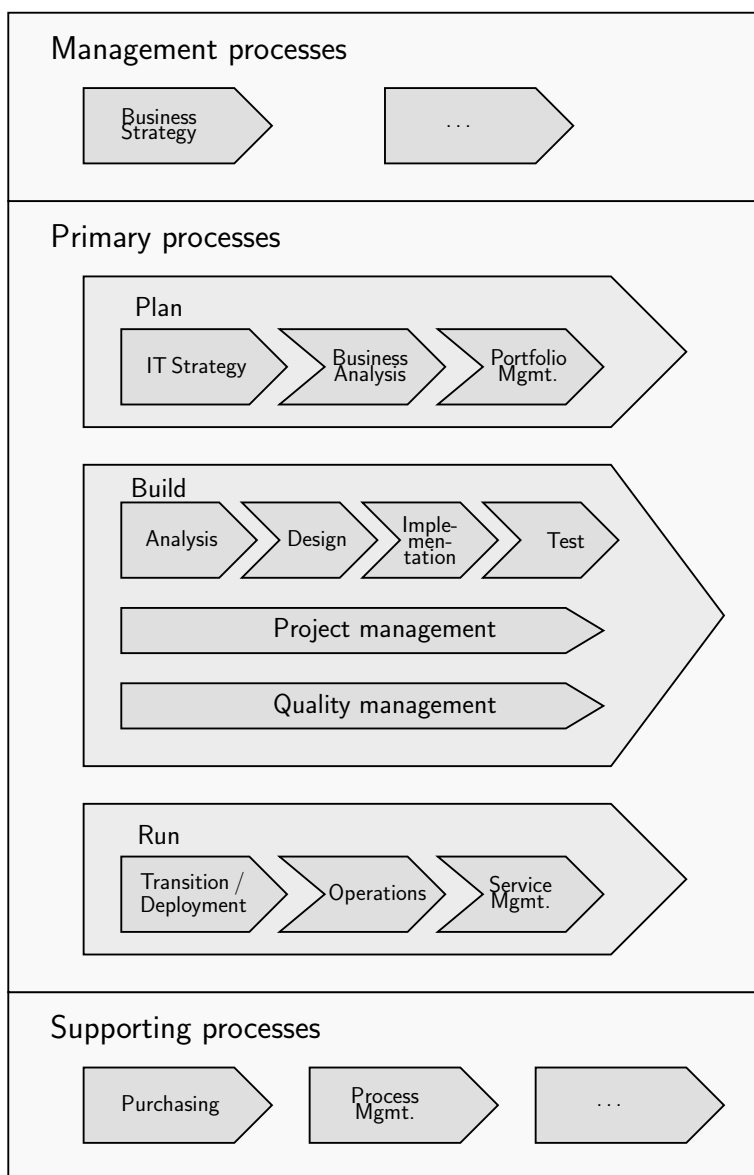 Management processes
Business
Strategy
. . .
Primary processes
Plan
IT Strategy
Business
Analysis
Portfolio
Mgmt.
Build
Analysis
Design
Imple-
men-
tation
Test
Project management
Quality management
Run
Transition /
Deployment
Operations
Service
Mgmt.
Supporting processes
Purchasing
Process
Mgmt.
. . .